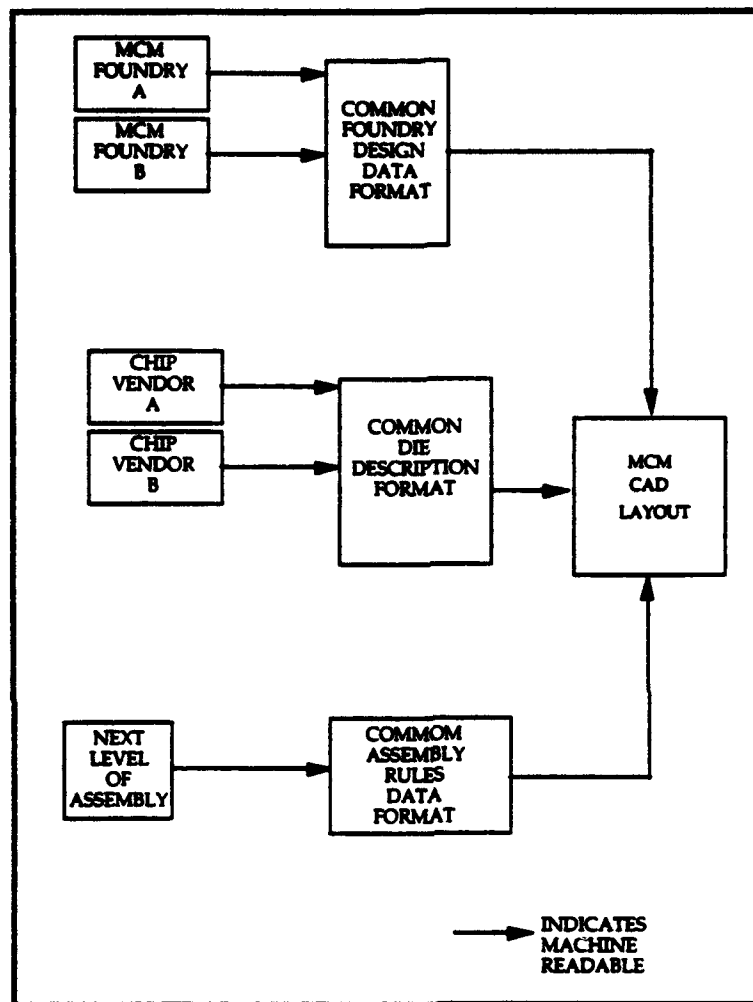 MCM
FOUNDRY
A
MCM
FOUNDRY
B
COMMON
FOUNDRY
DESIGN
DATA
FORMAT
CHIP
VENDOR
A
CHIP
VENDOR
B
COMMON
DIE
DESCRIPTION
FORMAT
MCM
CAD
LAYOUT
NEXT
LEVEL
OF
ASSEMBLY
COMMOM
ASSEMBLY
RULES
DATA
FORMAT
INDICATES
MACHINE
READABLE